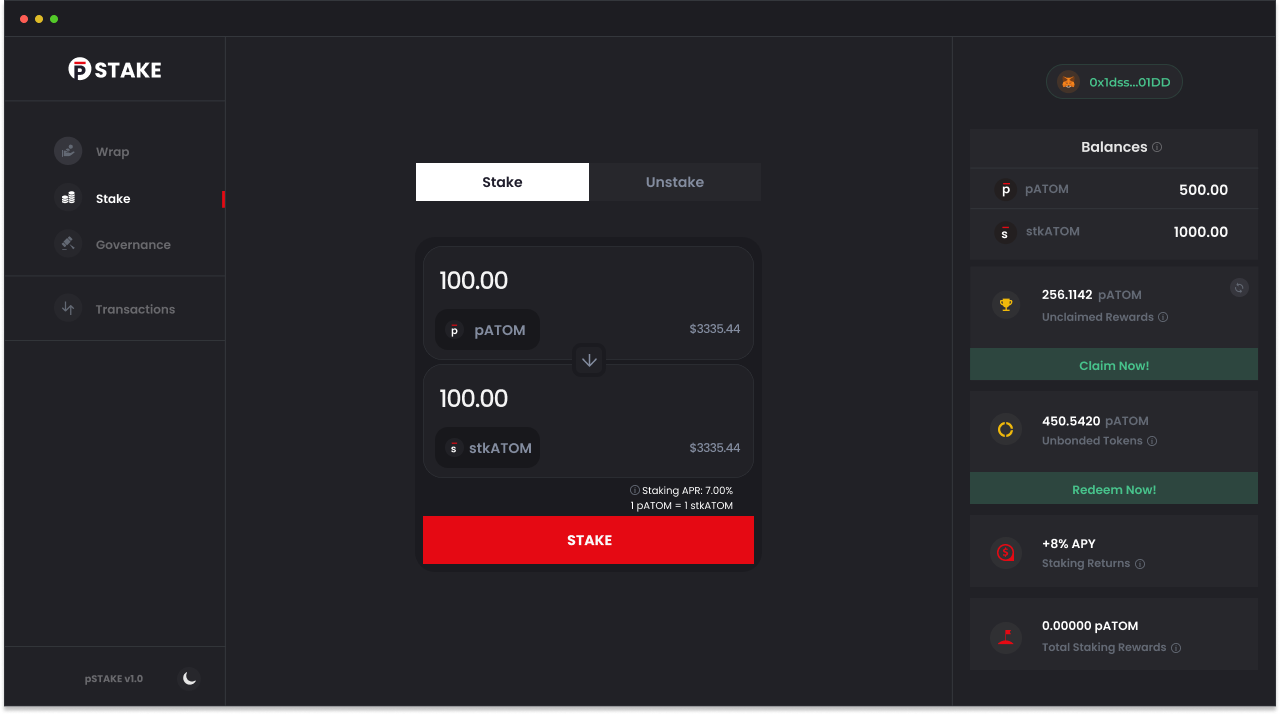 pSTAKE
Wrap
Stake
Governance
Transactions
pSTAKE v1.0
Stake
Unstake
100.00
p pATOM
$3335.44
100.00
s stkATOM
$3335.44
Staking APR: 7.00%
1 pATOM = 1 stkATOM
STAKE
0x1dss...01DD
Balances
p pATOM 500.00
s stkATOM 1000.00
256.1142 pATOM
Unclaimed Rewards
Claim Now!
450.5420 pATOM
Unbonded Tokens
Redeem Now!
+8% APY
Staking Returns
0.00000 pATOM
Total Staking Rewards